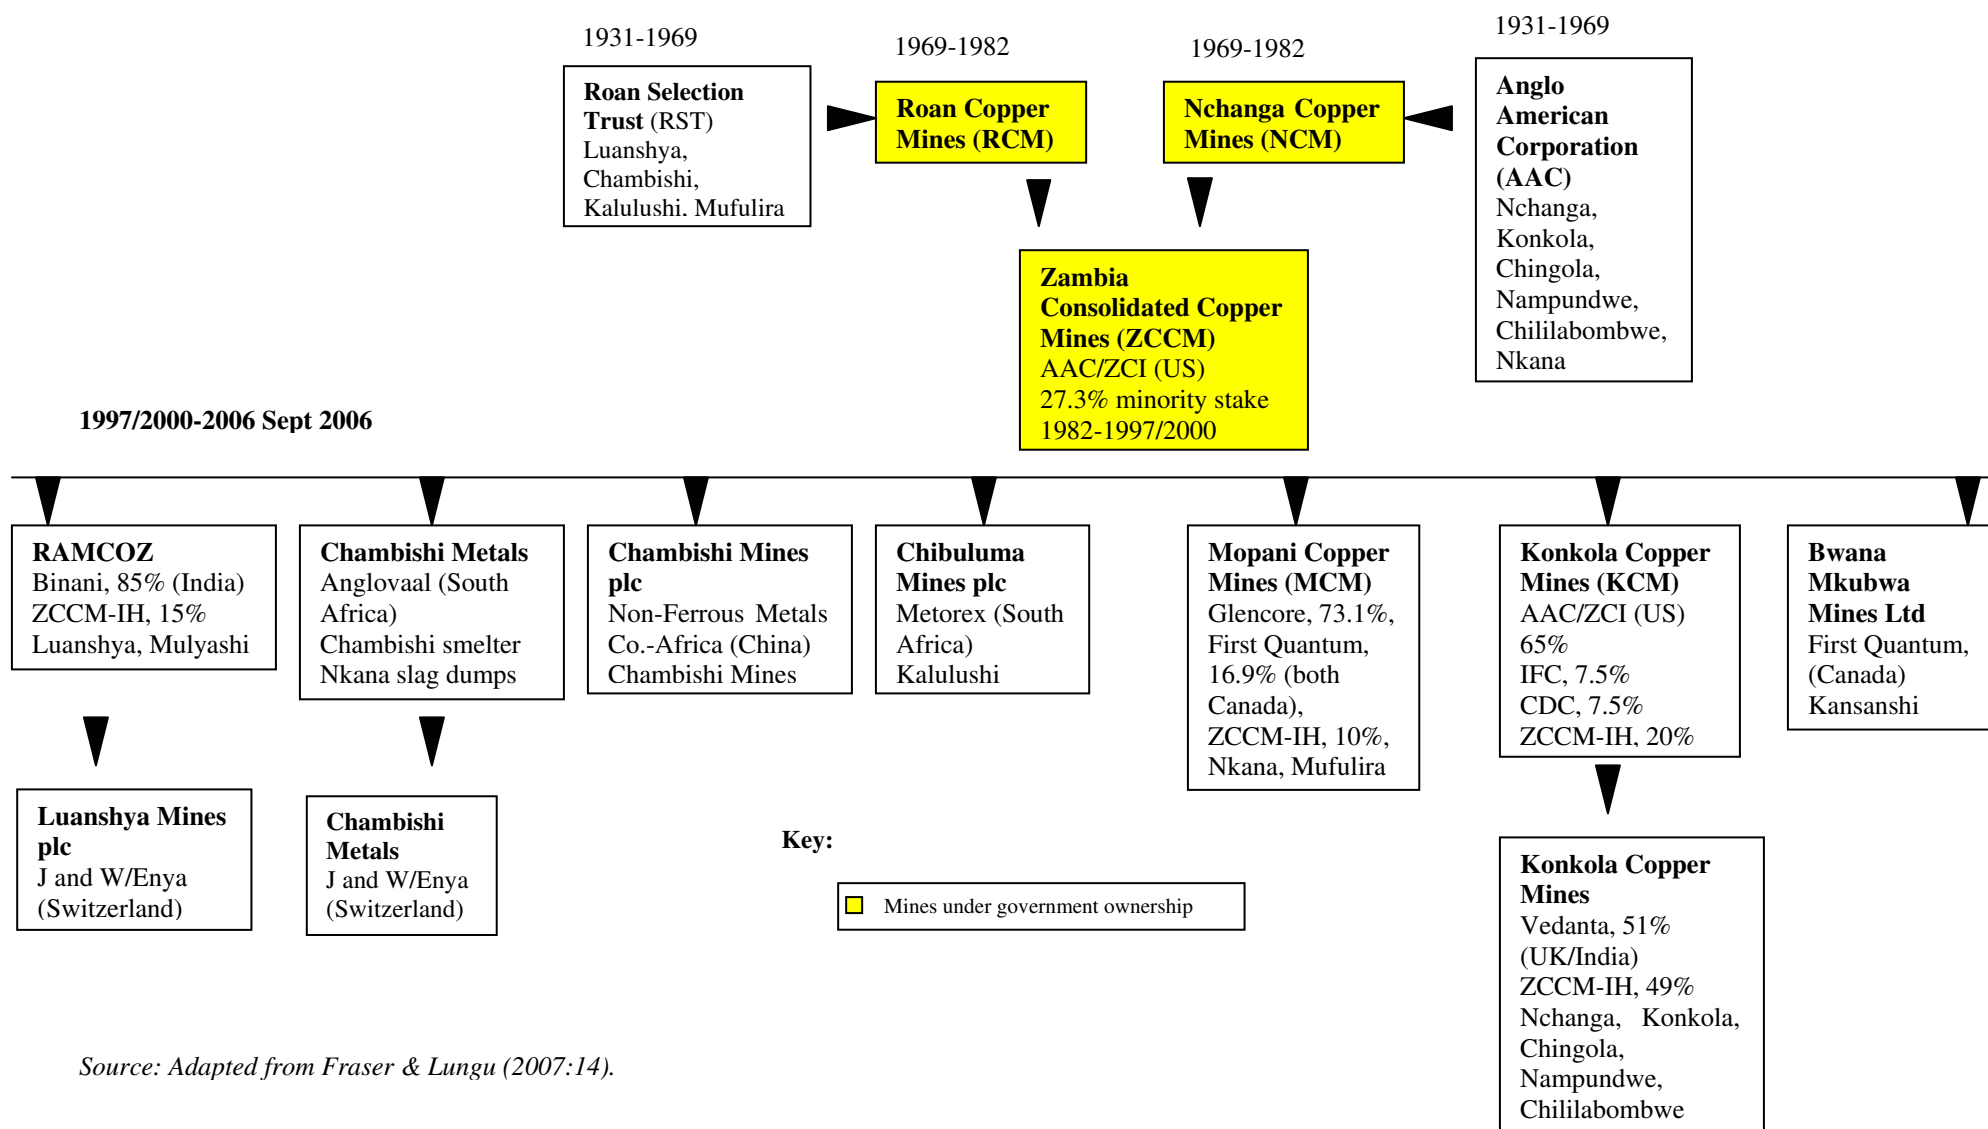 1931-1969
Roan Selection
Trust (RST)
Luanshya,
Chambishi,
Kalulushi, Mufulira
1969-1982
Roan Copper
Mines (RCM)
1969-1982
Nchanga Copper
Mines (NCM)
1931-1969
Anglo
American
Corporation
(AAC)
Nchanga,
Konkola,
Chingola,
Nampundwe,
Chililabombwe,
Nkana
Zambia
Consolidated Copper
Mines (ZCCM)
AAC/ZCI (US)
27.3% minority stake
1982-1997/2000
1997/2000-2006 Sept 2006
RAMCOZ
Binani, 85% (India)
ZCCM-IH, 15%
Luanshya, Mulyashi
Chambishi Metals
Anglovaal (South
Africa)
Chambishi smelter
Nkana slag dumps
Chambishi Mines
plc
Non-Ferrous Metals
Co.-Africa (China)
Chambishi Mines
Chibuluma
Mines plc
Metorex (South
Africa)
Kalulushi
Mopani Copper
Mines (MCM)
Glencore, 73.1%,
First Quantum,
16.9% (both
Canada),
ZCCM-IH, 10%,
Nkana, Mufulira
Konkola Copper
Mines (KCM)
AAC/ZCI (US)
65%
IFC, 7.5%
CDC, 7.5%
ZCCM-IH, 20%
Bwana
Mkubwa
Mines Ltd
First Quantum,
(Canada)
Kansanshi
Luanshya Mines
plc
J and W/Enya
(Switzerland)
Chambishi
Metals
J and W/Enya
(Switzerland)
Key:
Mines under government ownership
Konkola Copper
Mines
Vedanta, 51%
(UK/India)
ZCCM-IH, 49%
Nchanga, Konkola,
Chingola,
Nampundwe,
Chililabombwe
Source: Adapted from Fraser & Lungu (2007:14).